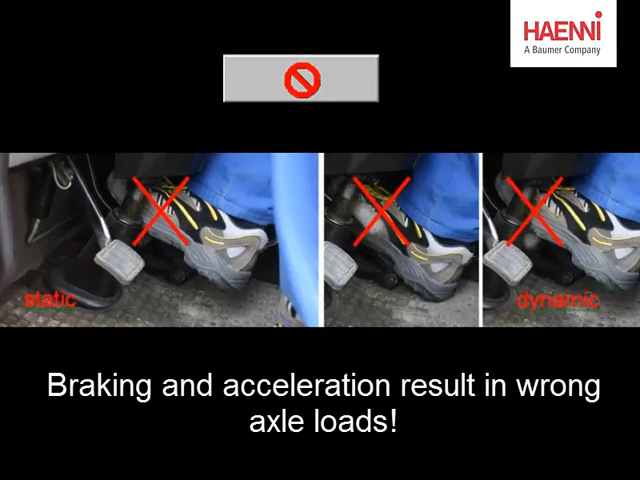 HAENNI
A Baumer Company
static
dynamic
Braking and acceleration result in wrong
axle loads!